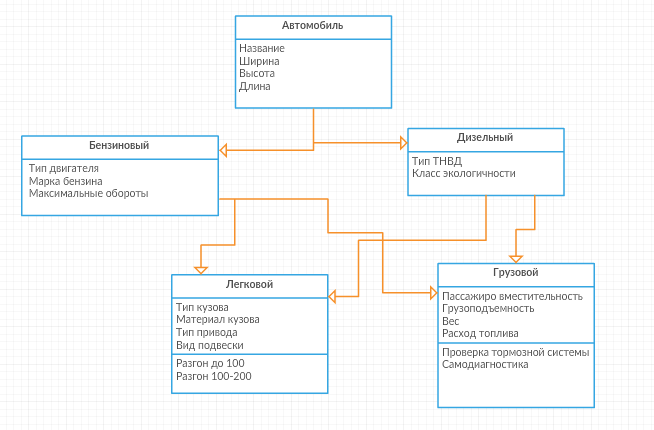 Автомобиль
Название
Ширина
Высота
Длина
Бензиновый
Тип двигателя
Марка бензина
Максимальные обороты
Дизельный
Тип ТНВД
Класс экологичности
Легковой
Тип кузова
Материал кузова
Тип привода
Вид подвески
Разгон до 100
Разгон 100-200
Грузовой
Пассажиро вместительность
Грузоподъемность
Вес
Расход топлива
Проверка тормозной системы
Самодиагностика